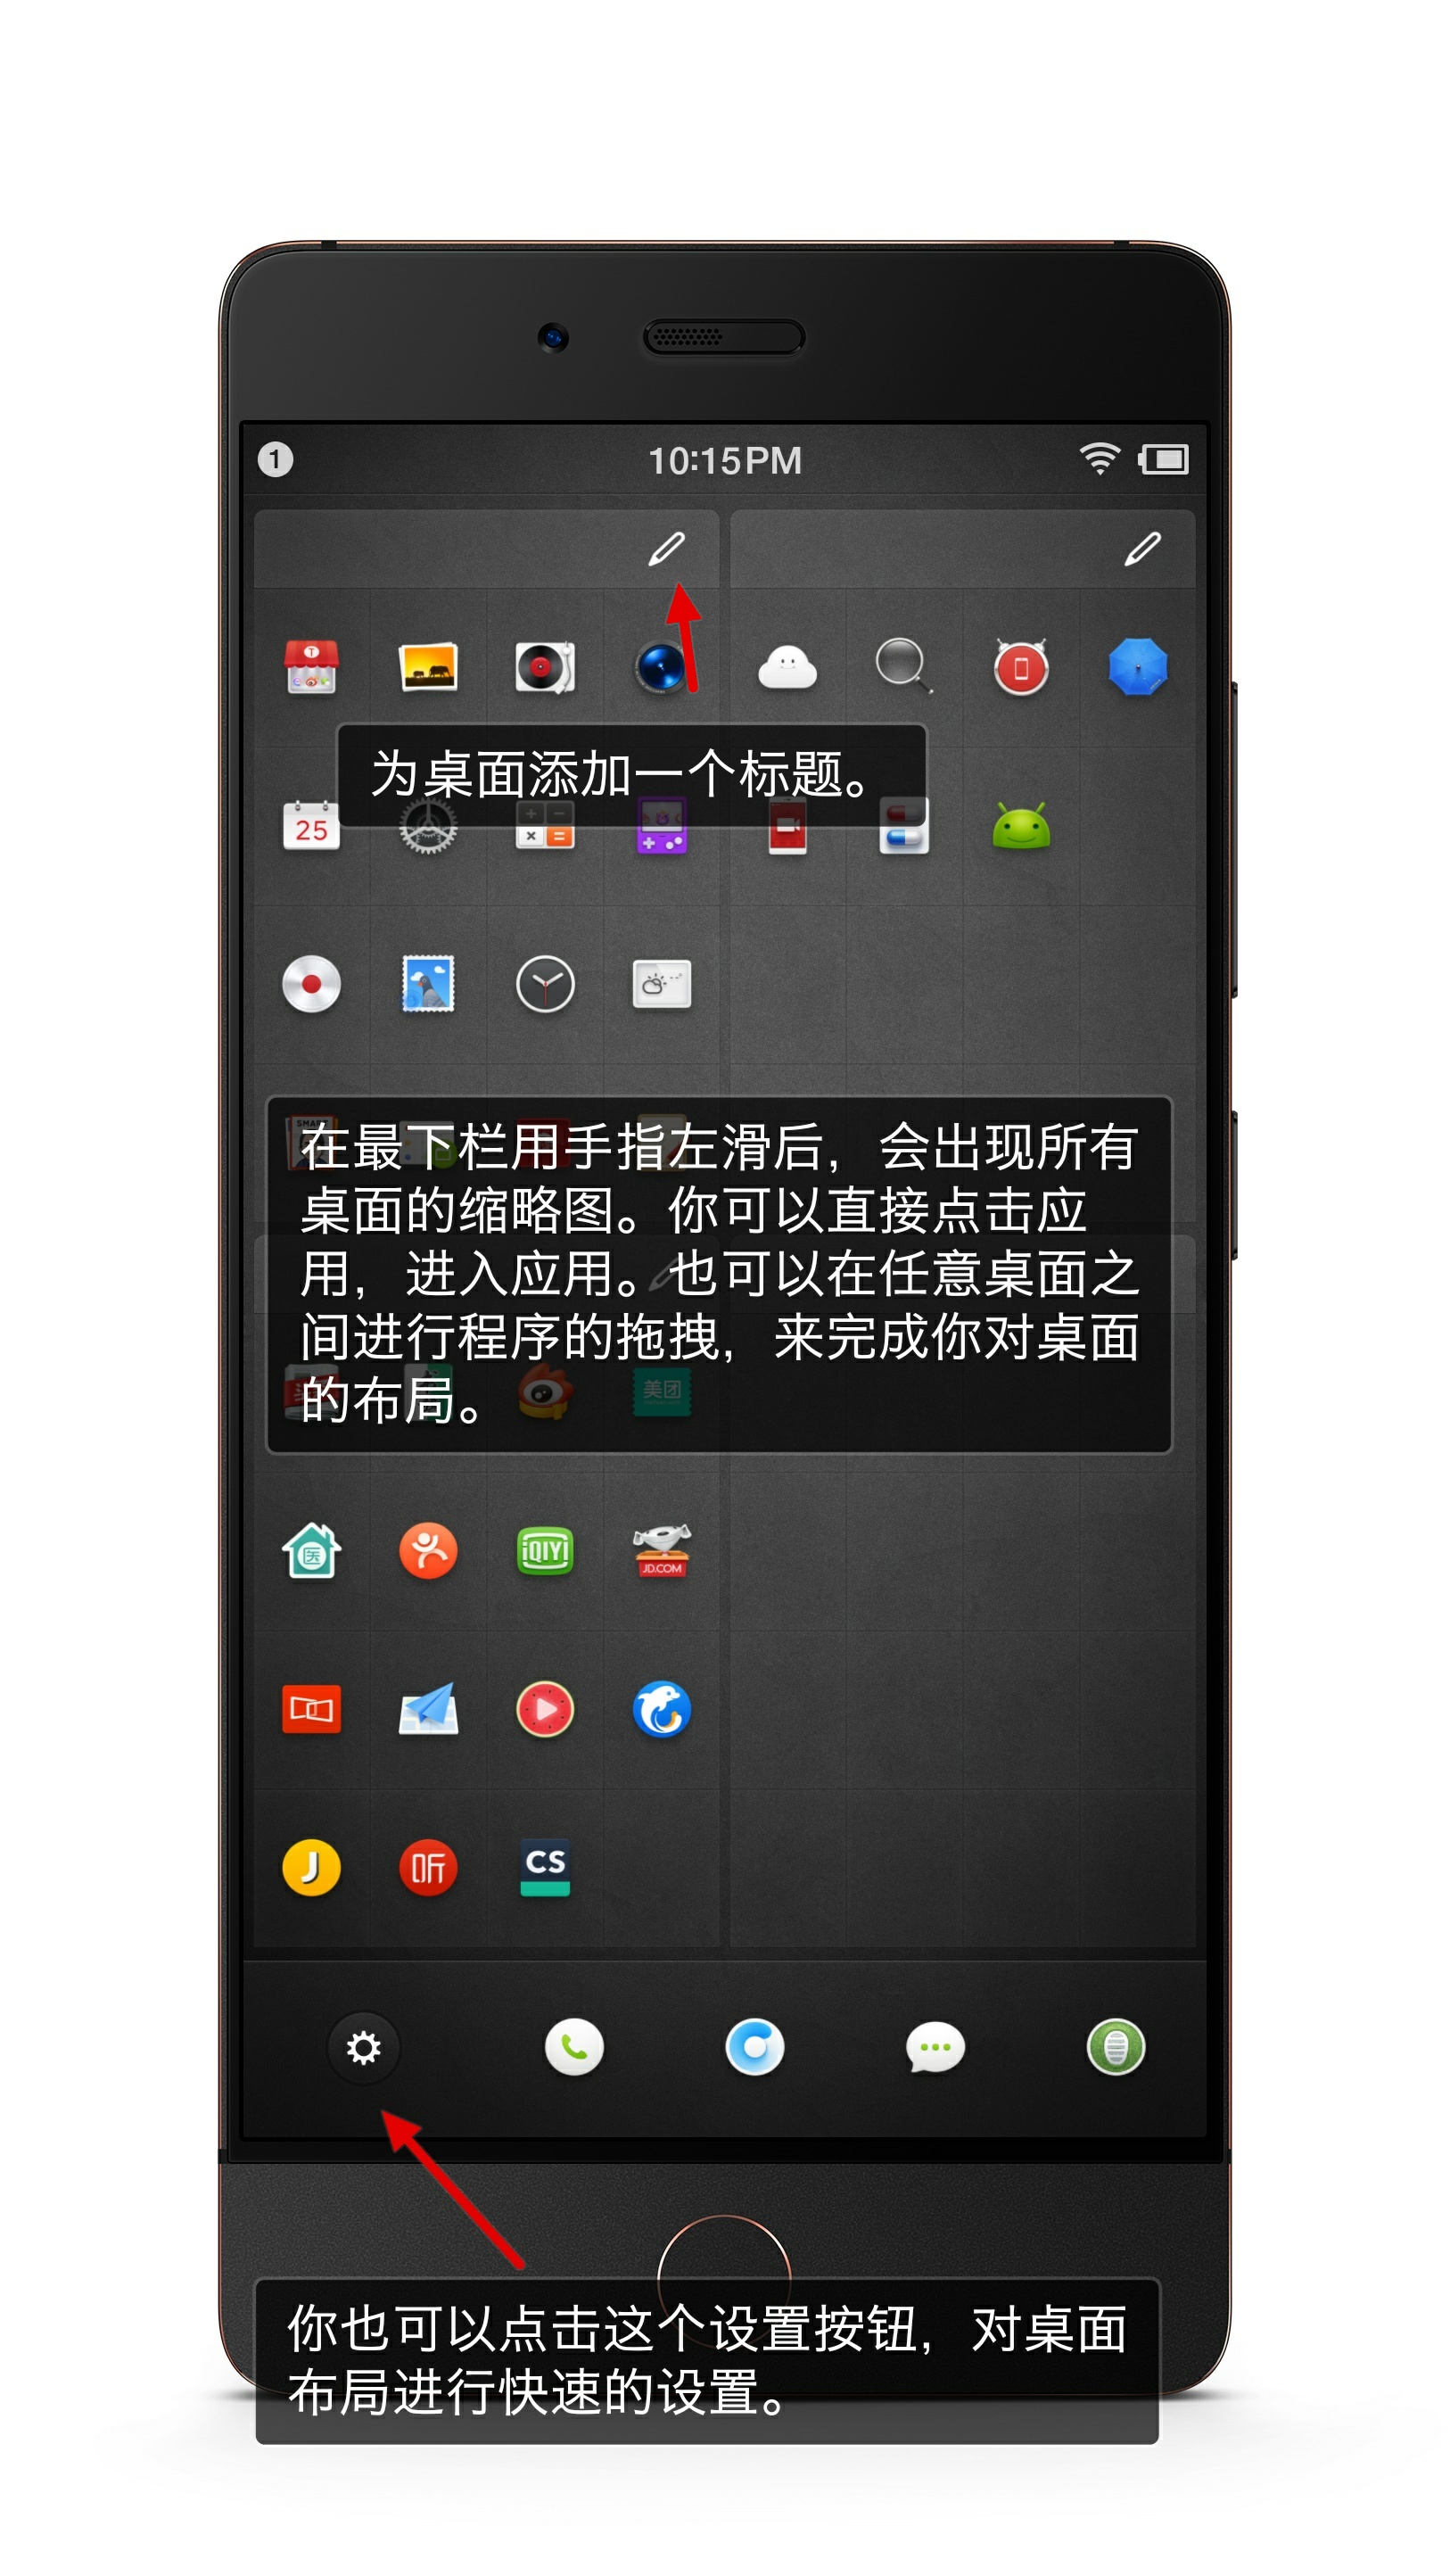 1
10:15PM
T
为桌面添加一个标题。
25
SMART
在最下栏用手指左滑后，会出现所有
桌面的缩略图。你可以直接点击应
用，进入应用。也可以在任意桌面之
间进行程序的拖拽，来完成你对桌面
的布局。
美团
医
iQIYI
JD.COM
J
听
CS
你也可以点击这个设置按钮，对桌面
布局进行快速的设置。